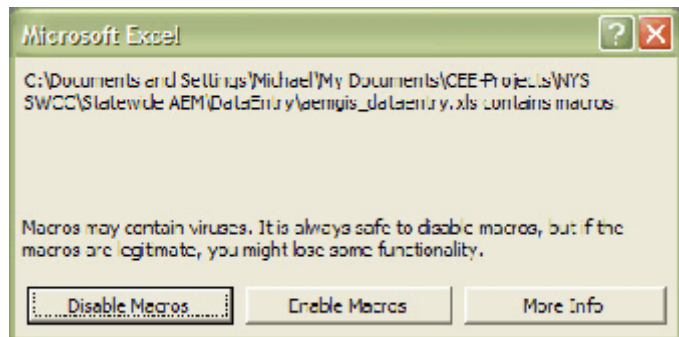 Microsoft Excel
C:\Documents and Settings\Michael\My Documents\CEE-Projects\NYS
SWCC\Statewide AEM\DataEntry\aemgis_dataentry.xls contains macros.
Macros may contain viruses. It is always safe to disable macros, but if the
macros are legitimate, you might lose some functionality.
Disable Macros
Enable Macros
More Info